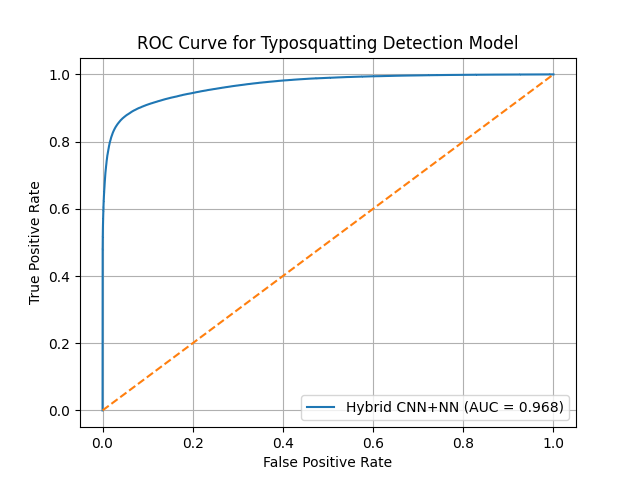 ROC Curve for Typosquatting Detection Model
True Positive Rate
1.0
0.8
0.6
0.4
0.2
0.0
Hybrid CNN+NN (AUC = 0.968)
0.0 0.2 0.4 0.6 0.8 1.0
False Positive Rate